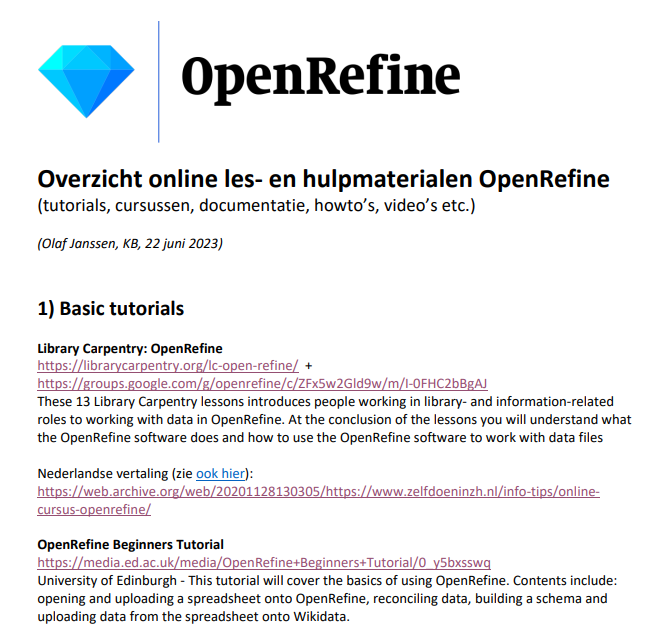 OpenRefine
Overzicht online les- en hulpmaterialen OpenRefine
(tutorials, cursussen, documentatie, howto's, video's etc.)
(Olaf Janssen, KB, 22 juni 2023)
1) Basic tutorials
Library Carpentry: OpenRefine
https://librarycarpentry.org/lc-open-refine/ +
https://groups.google.com/g/openrefine/c/ZFx5w2Gld9w/m/I-0FHC2bBgAJ
These 13 Library Carpentry lessons introduces people working in library- and information-related
roles to working with data in OpenRefine. At the conclusion of the lessons you will understand what
the OpenRefine software does and how to use the OpenRefine software to work with data files
Nederlandse vertaling (zie ook hier):
https://web.archive.org/web/20201128130305/https://www.zelfdoeninzh.nl/info-tips/online-
cursus-openrefine/
OpenRefine Beginners Tutorial
https://media.ed.ac.uk/media/OpenRefine+Beginners+Tutorial/0_y5bxsswq
University of Edinburgh - This tutorial will cover the basics of using OpenRefine. Contents include:
opening and uploading a spreadsheet onto OpenRefine, reconciling data, building a schema and
uploading data from the spreadsheet onto Wikidata.